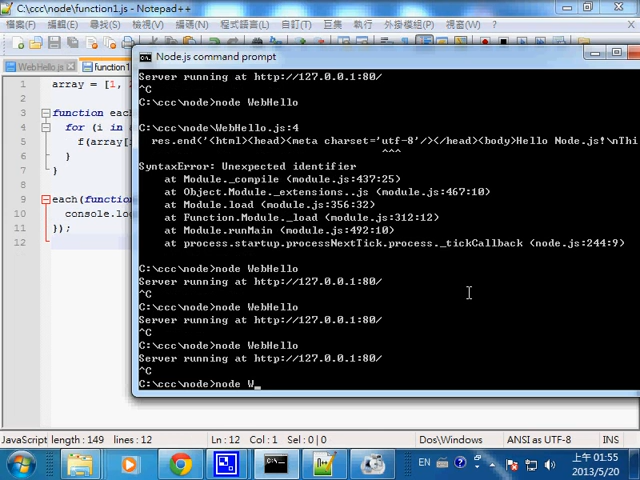 C:\ccc\node\function1.js - Notepad++
檔案(F) 編輯(E) 尋找(S) 檢視(V) 編碼(N) 程式語言(L) 自訂(T) 巨集 執行 外掛模組(P) 視窗(W) ?
WebHello.js function1
1 array = [1,
2
3 function each
4 for (i in a
5 f(array[i
6 }
7 }
8
9 each(function
10 console.log
11 });
12
Node.js command prompt
Server running at http://127.0.0.1:80/
^C
C:\ccc\node>node WebHello
C:\ccc\node\WebHello.js:4
res.end('<html><head><meta charset='utf-8'/></head><body>Hello Node.js!\nThi
^^^
SyntaxError: Unexpected identifier
at Module._compile (module.js:437:25)
at Object.Module._extensions..js (module.js:467:10)
at Module.load (module.js:356:32)
at Function.Module._load (module.js:312:12)
at Module.runMain (module.js:492:10)
at process.startup.processNextTick.process._tickCallback (node.js:244:9)
C:\ccc\node>node WebHello
Server running at http://127.0.0.1:80/
^C
C:\ccc\node>node WebHello
Server running at http://127.0.0.1:80/
^C
C:\ccc\node>node WebHello
Server running at http://127.0.0.1:80/
^C
C:\ccc\node>node W_
length : 149 lines : 12 Ln : 12 Col : 1 Sel : 0 | 0 Dos\Windows ANSI as UTF-8 INS
EN 上午 01:55
2013/5/20